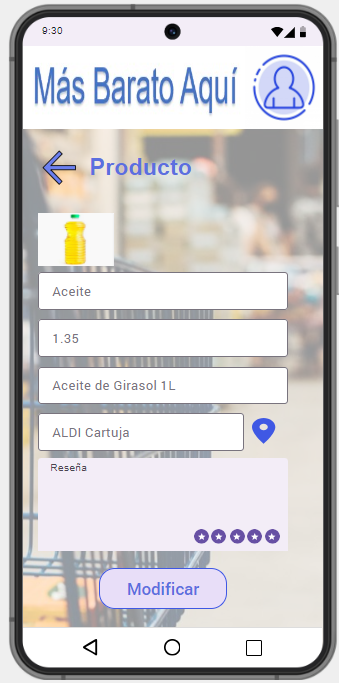 9:30
Más Barato Aquí
Producto
Aceite
1.35
Aceite de Girasol 1L
ALDI Cartuja
Reseña
Modificar